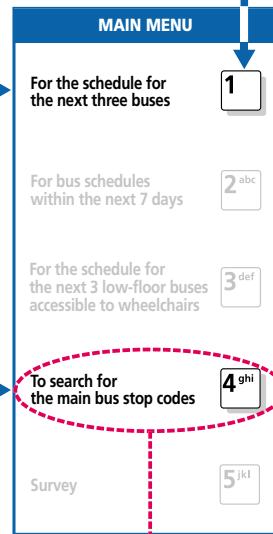 MAIN MENU
For the schedule for
the next three buses
1
For bus schedules
within the next 7 days
2 abc
For the schedule for
the next 3 low-floor buses
accessible to wheelchairs
3 def
To search for
the main bus stop codes
4 ghi
Survey
5 jkl